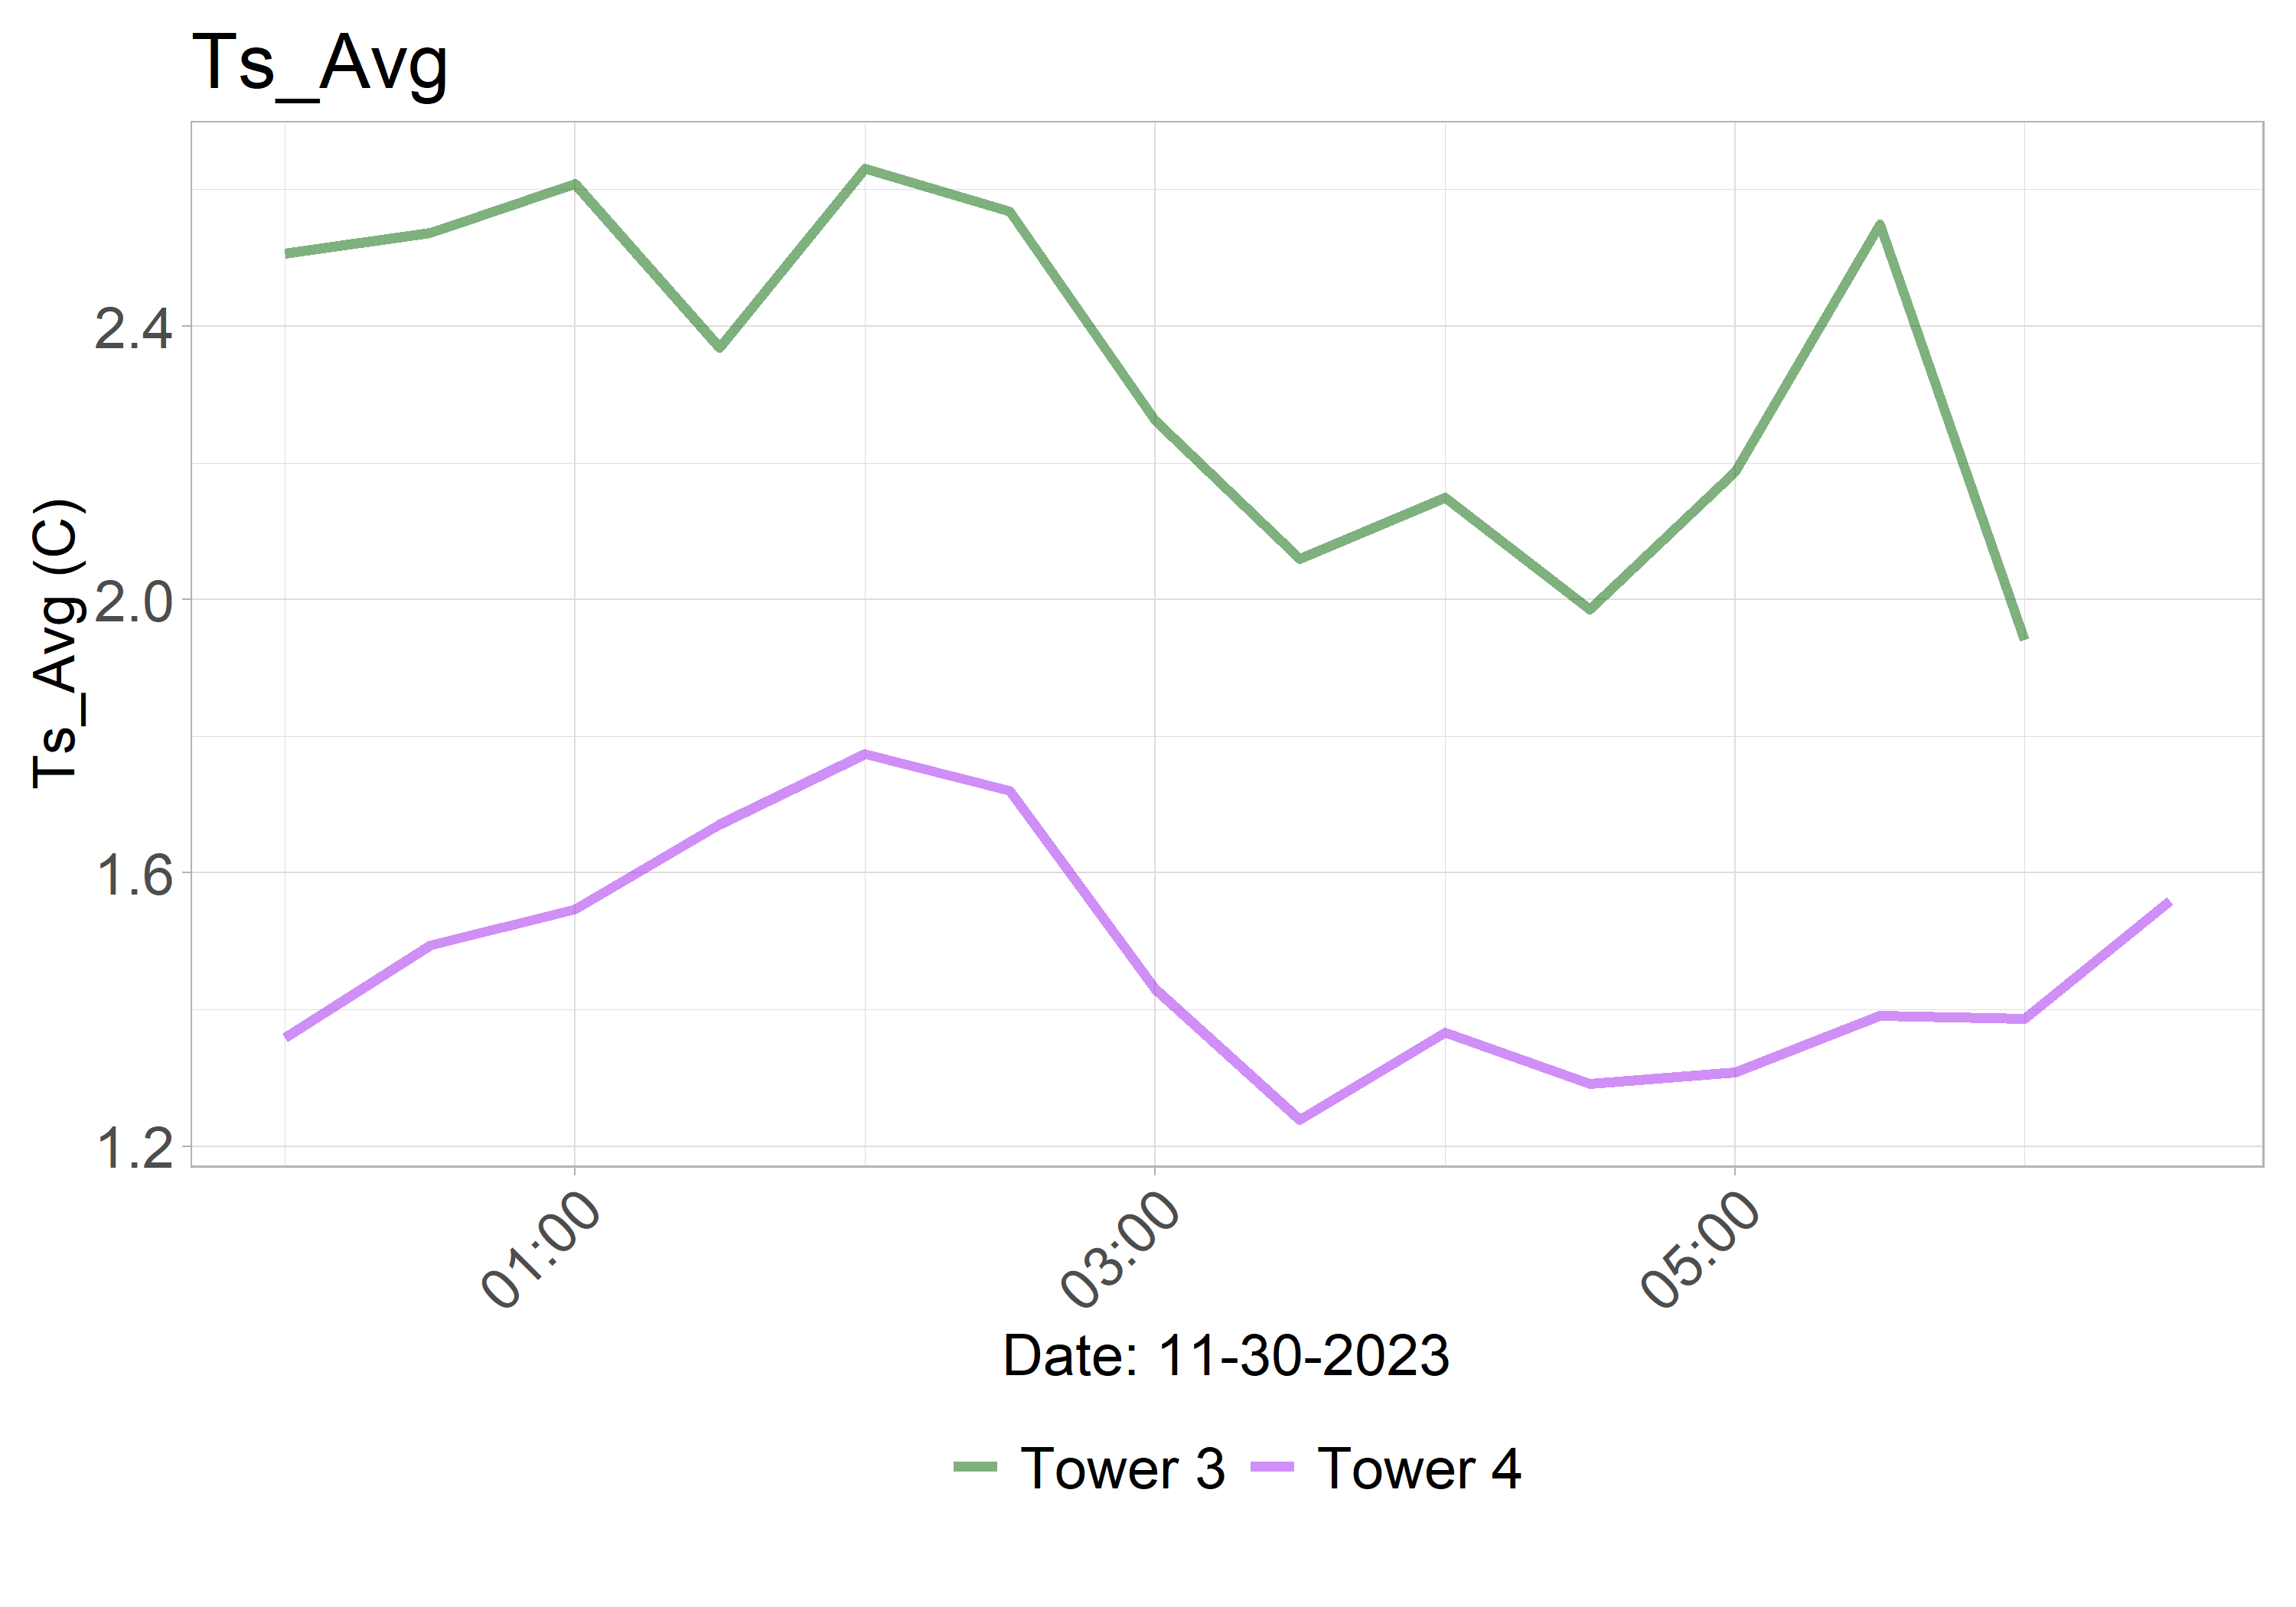 Ts_Avg
Ts_Avg (C)
2.4
2.0
1.6
1.2
01:00
03:00
05:00
Date: 11-30-2023
Tower 3
Tower 4